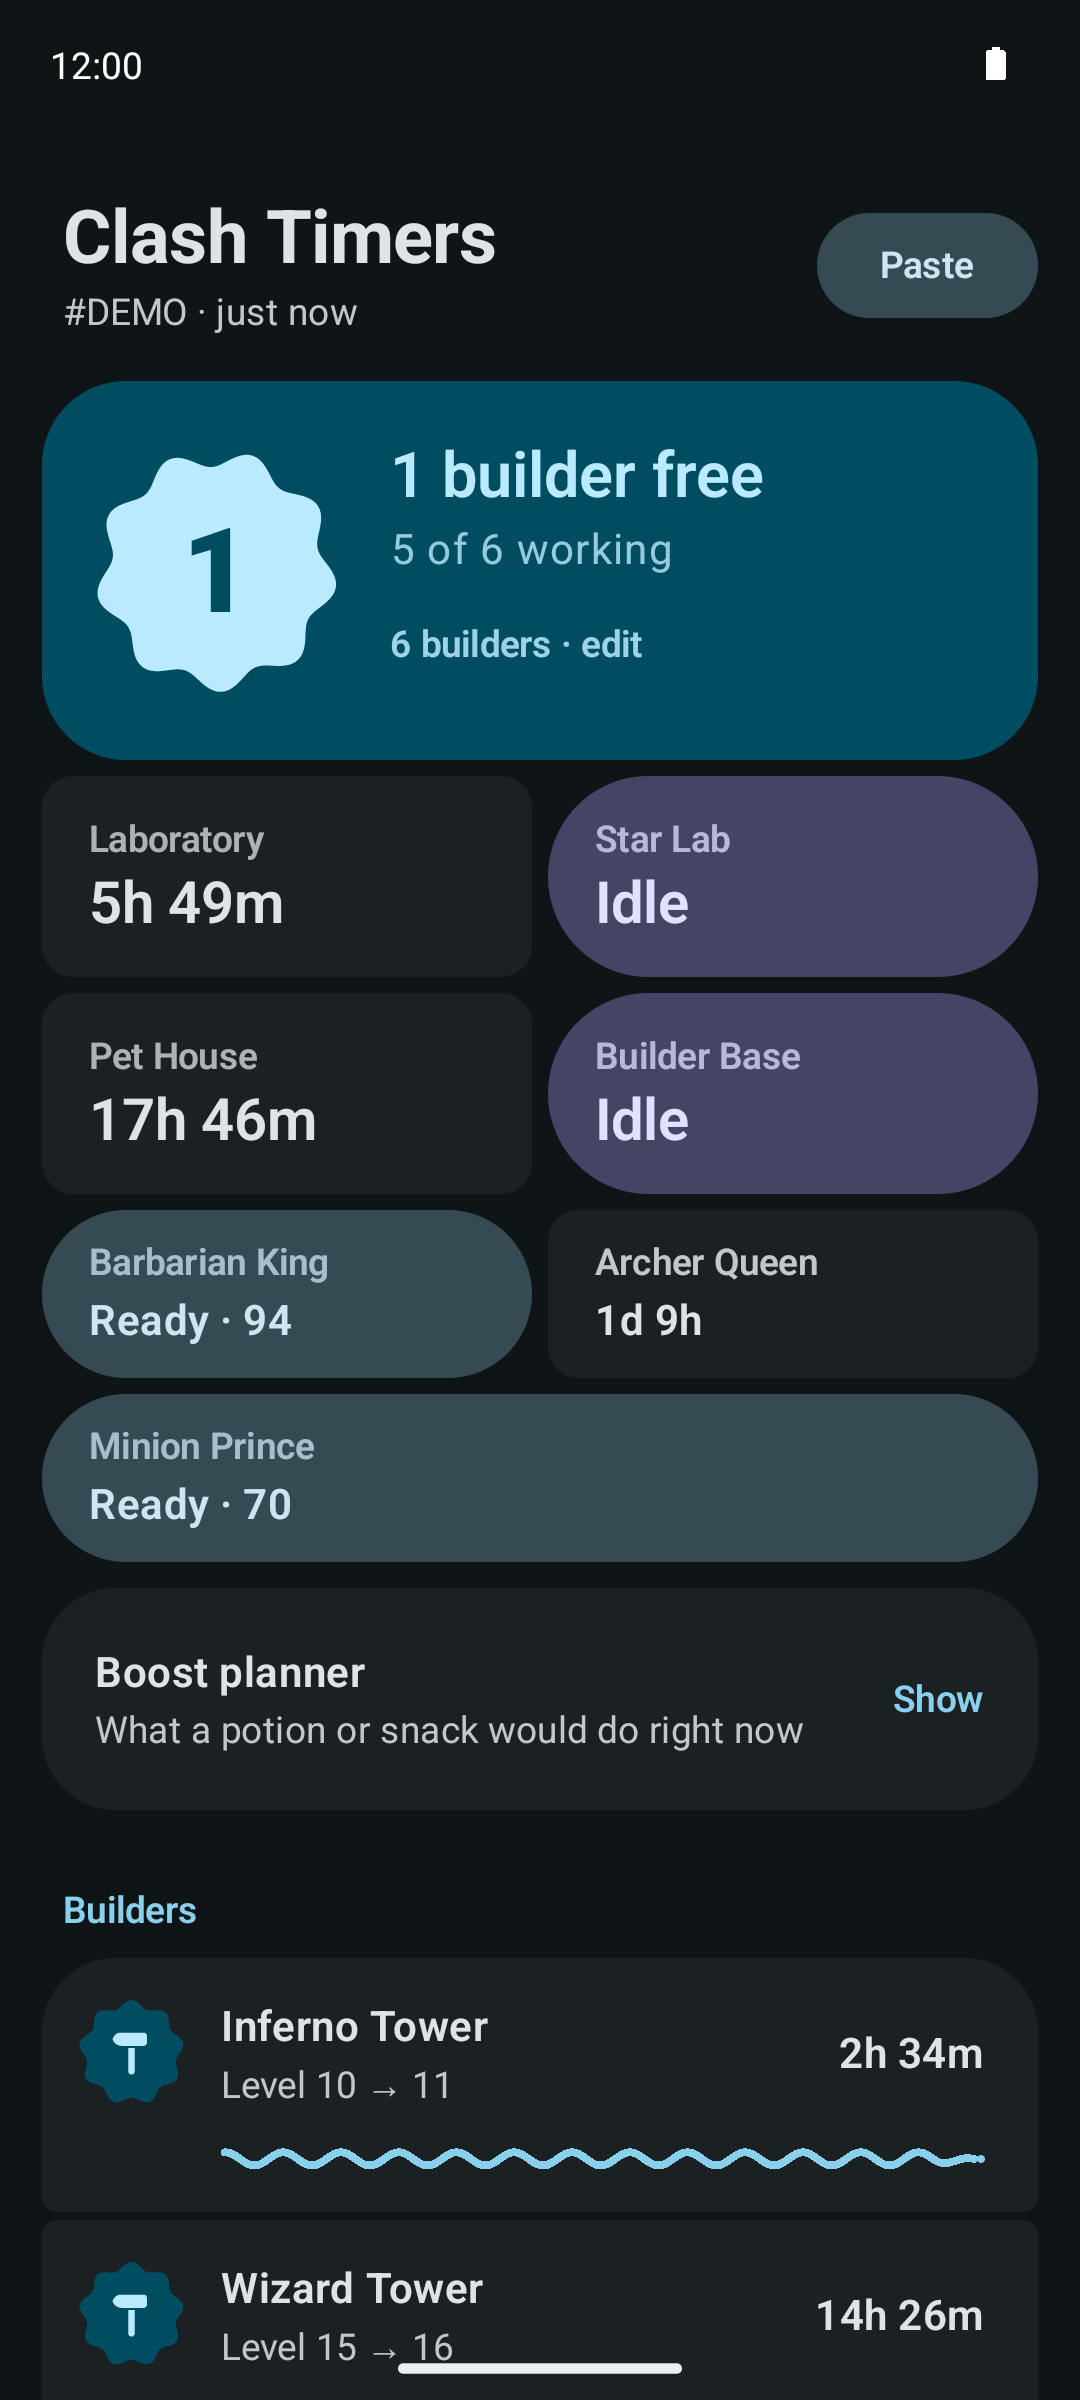 12:00
Clash Timers
#DEMO · just now
Paste
1
1 builder free
5 of 6 working
6 builders · edit
Laboratory
5h 49m
Star Lab
Idle
Pet House
17h 46m
Builder Base
Idle
Barbarian King
Ready · 94
Archer Queen
1d 9h
Minion Prince
Ready · 70
Boost planner
What a potion or snack would do right now
Show
Builders
Inferno Tower
Level 10 → 11
2h 34m
Wizard Tower
Level 15 → 16
14h 26m